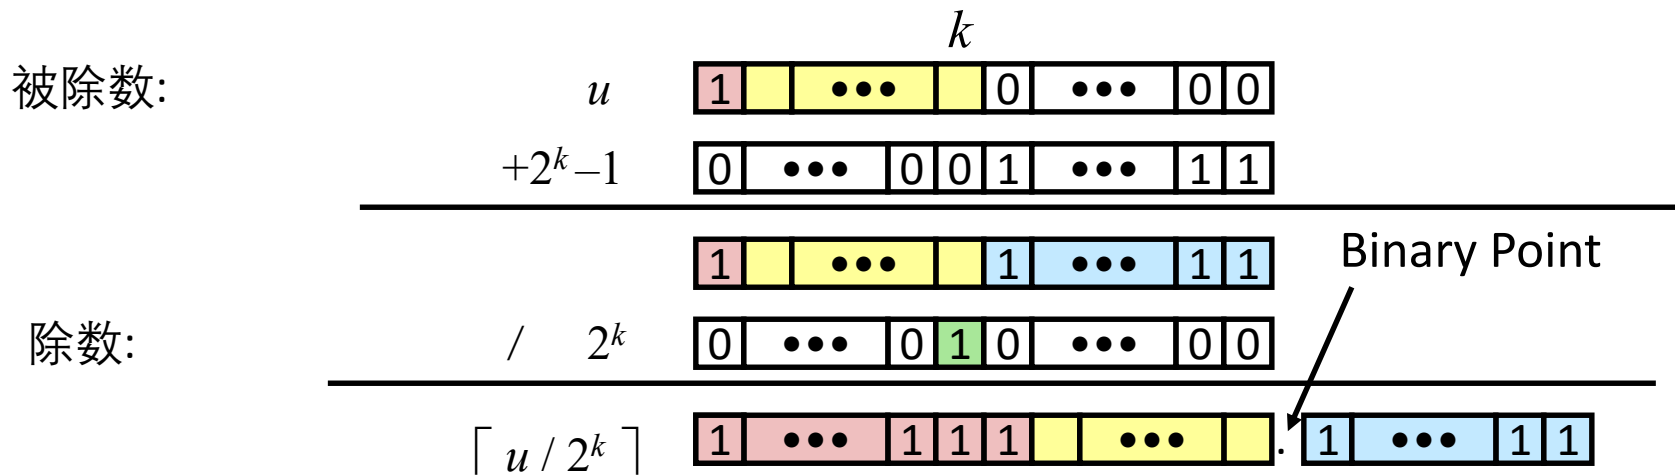 k
被除数: u 1 ••• 0 ••• 0 0
+2ᵏ–1 0 ••• 0 0 1 ••• 1 1
1 ••• 1 ••• 1 1 Binary Point
除数: / 2ᵏ 0 ••• 0 1 0 ••• 0 0
⌈ u / 2ᵏ ⌉ 1 ••• 1 1 1 ••• . 1 ••• 1 1